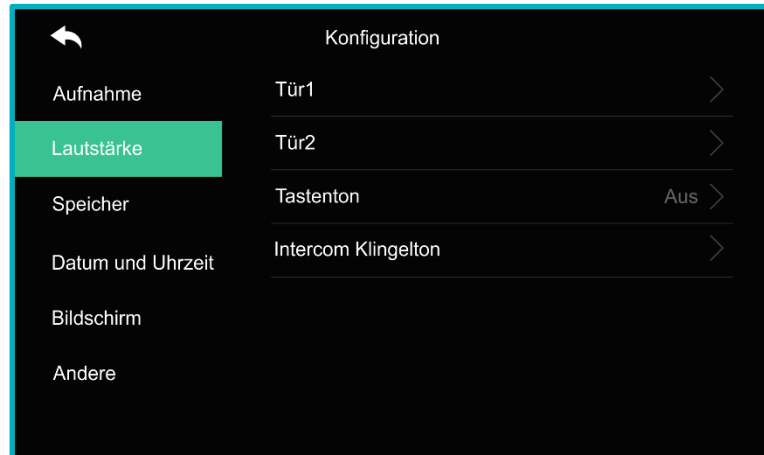 Konfiguration
Aufnahme
Lautstärke
Speicher
Datum und Uhrzeit
Bildschirm
Andere
Tür1
Tür2
Tastenton Aus
Intercom Klingelton